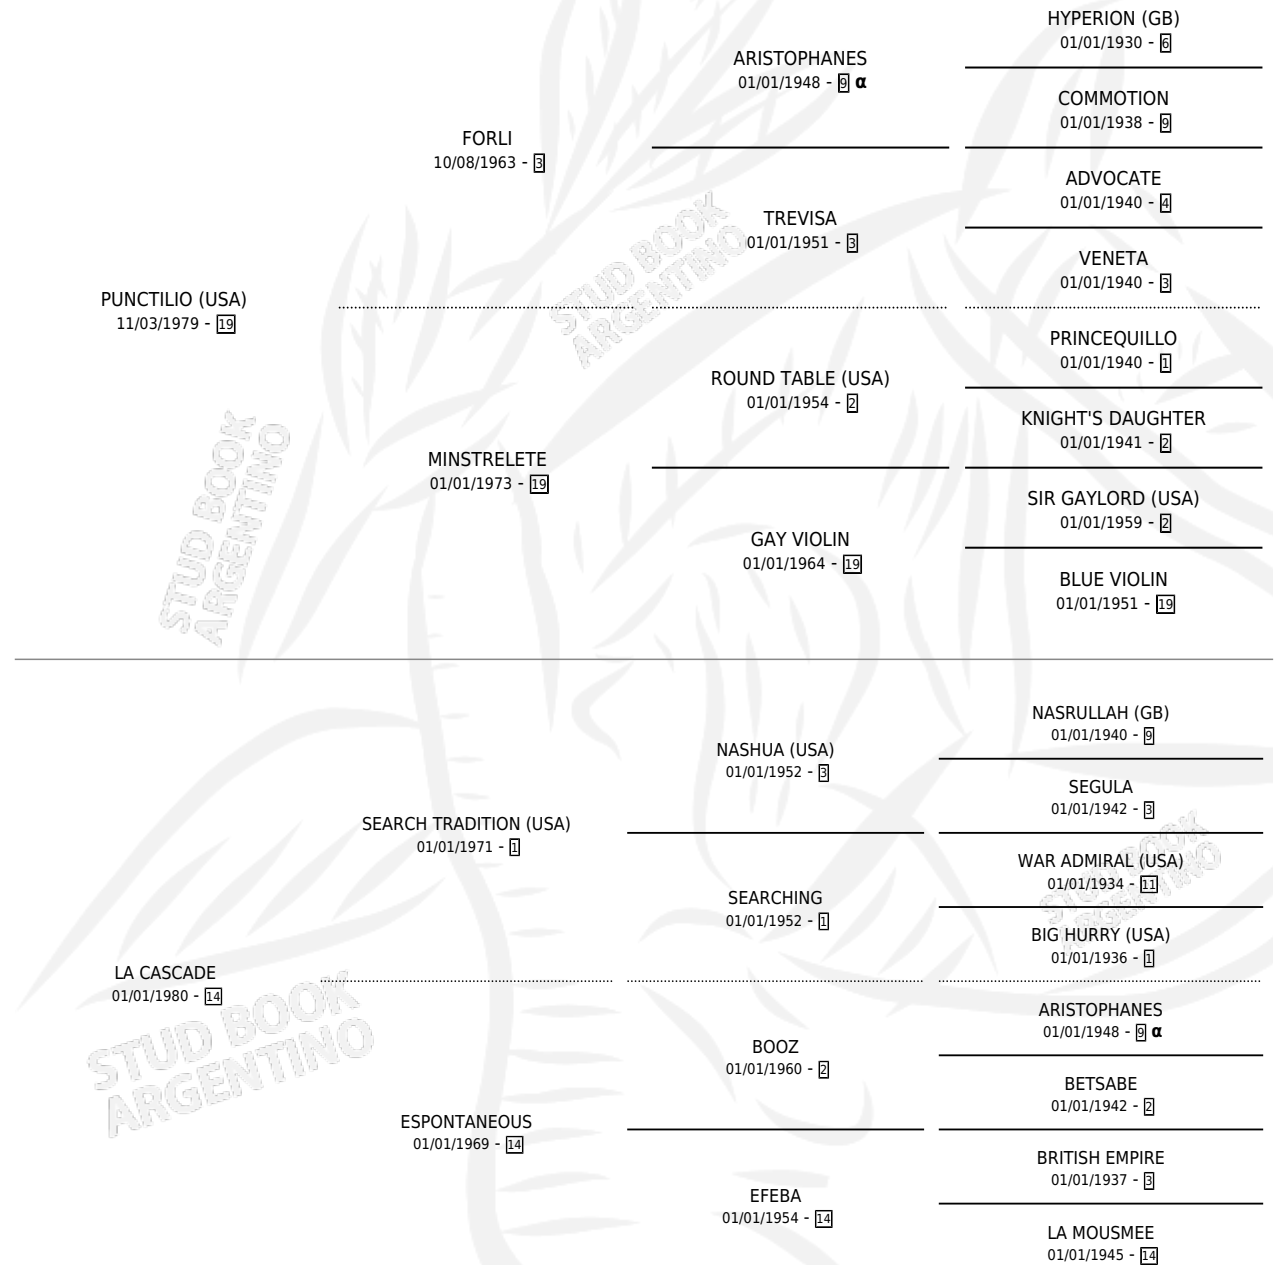 HYPERION (GB)
01/01/1930 - 6
ARISTOPHANES
01/01/1948 - 9 α
COMMOTION
01/01/1938 - 9
FORLI
10/08/1963 - 3
ADVOCATE
01/01/1940 - 4
TREVISA
01/01/1951 - 3
VENETA
01/01/1940 - 3
PUNCTILIO (USA)
11/03/1979 - 19
PRINCEQUILLO
01/01/1940 - 1
ROUND TABLE (USA)
01/01/1954 - 2
KNIGHT'S DAUGHTER
01/01/1941 - 2
MINSTRELETE
01/01/1973 - 19
SIR GAYLORD (USA)
01/01/1959 - 2
GAY VIOLIN
01/01/1964 - 19
BLUE VIOLIN
01/01/1951 - 19
NASRULLAH (GB)
01/01/1940 - 9
NASHUA (USA)
01/01/1952 - 3
SEGULA
01/01/1942 - 3
SEARCH TRADITION (USA)
01/01/1971 - 1
WAR ADMIRAL (USA)
01/01/1934 - 11
SEARCHING
01/01/1952 - 1
BIG HURRY (USA)
01/01/1936 - 1
LA CASCADE
01/01/1980 - 14
ARISTOPHANES
01/01/1948 - 9 α
BOOZ
01/01/1960 - 2
BETSABE
01/01/1942 - 2
ESPONTANEOUS
01/01/1969 - 14
BRITISH EMPIRE
01/01/1937 - 3
EFEBA
01/01/1954 - 14
LA MOUSMEE
01/01/1945 - 14
STUD BOOK
ARGENTINO
STUD BOOK
ARGENTINO
STUD BOOK
ARGENTINO
STUD BOOK
ARGENTINO